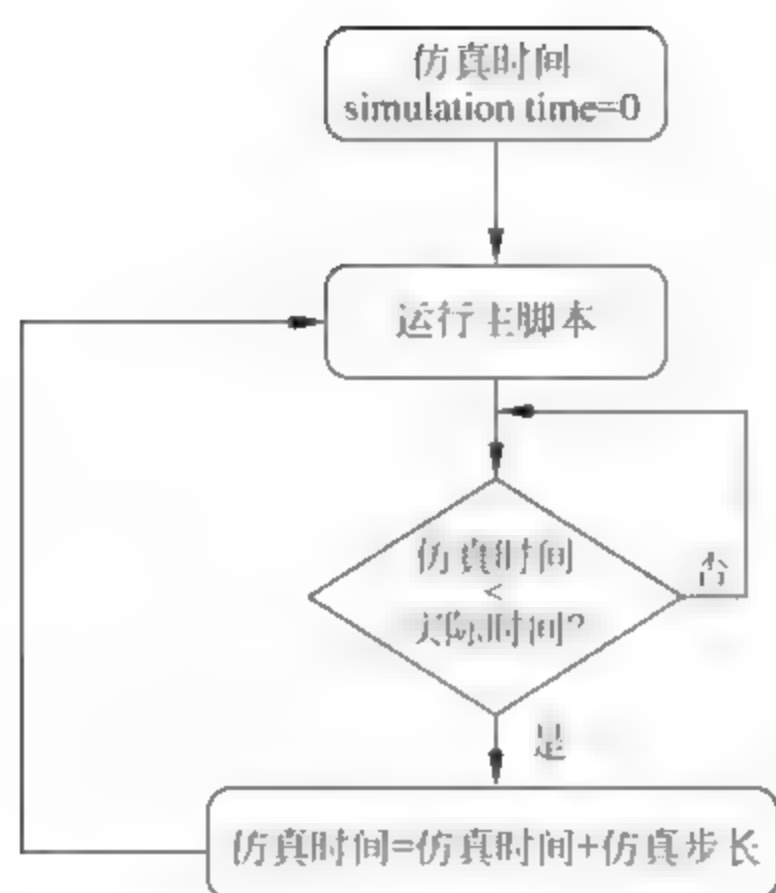 仿真时间
simulation time=0
运行主脚本
仿真时间
<
实际时间?
否
是
仿真时间=仿真时间+仿真步长